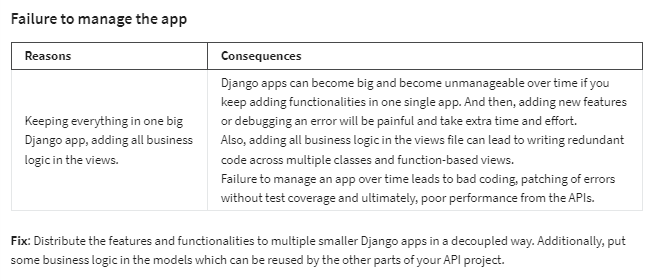 Failure to manage the app
Reasons
Consequences
Keeping everything in one big
Django app, adding all business
logic in the views.
Django apps can become big and become unmanageable over time if you
keep adding functionalities in one single app. And then, adding new features
or debugging an error will be painful and take extra time and effort.
Also, adding all business logic in the views file can lead to writing redundant
code across multiple classes and function-based views.
Failure to manage an app over time leads to bad coding, patching of errors
without test coverage and ultimately, poor performance from the APIs.
Fix: Distribute the features and functionalities to multiple smaller Django apps in a decoupled way. Additionally, put
some business logic in the models which can be reused by the other parts of your API project.